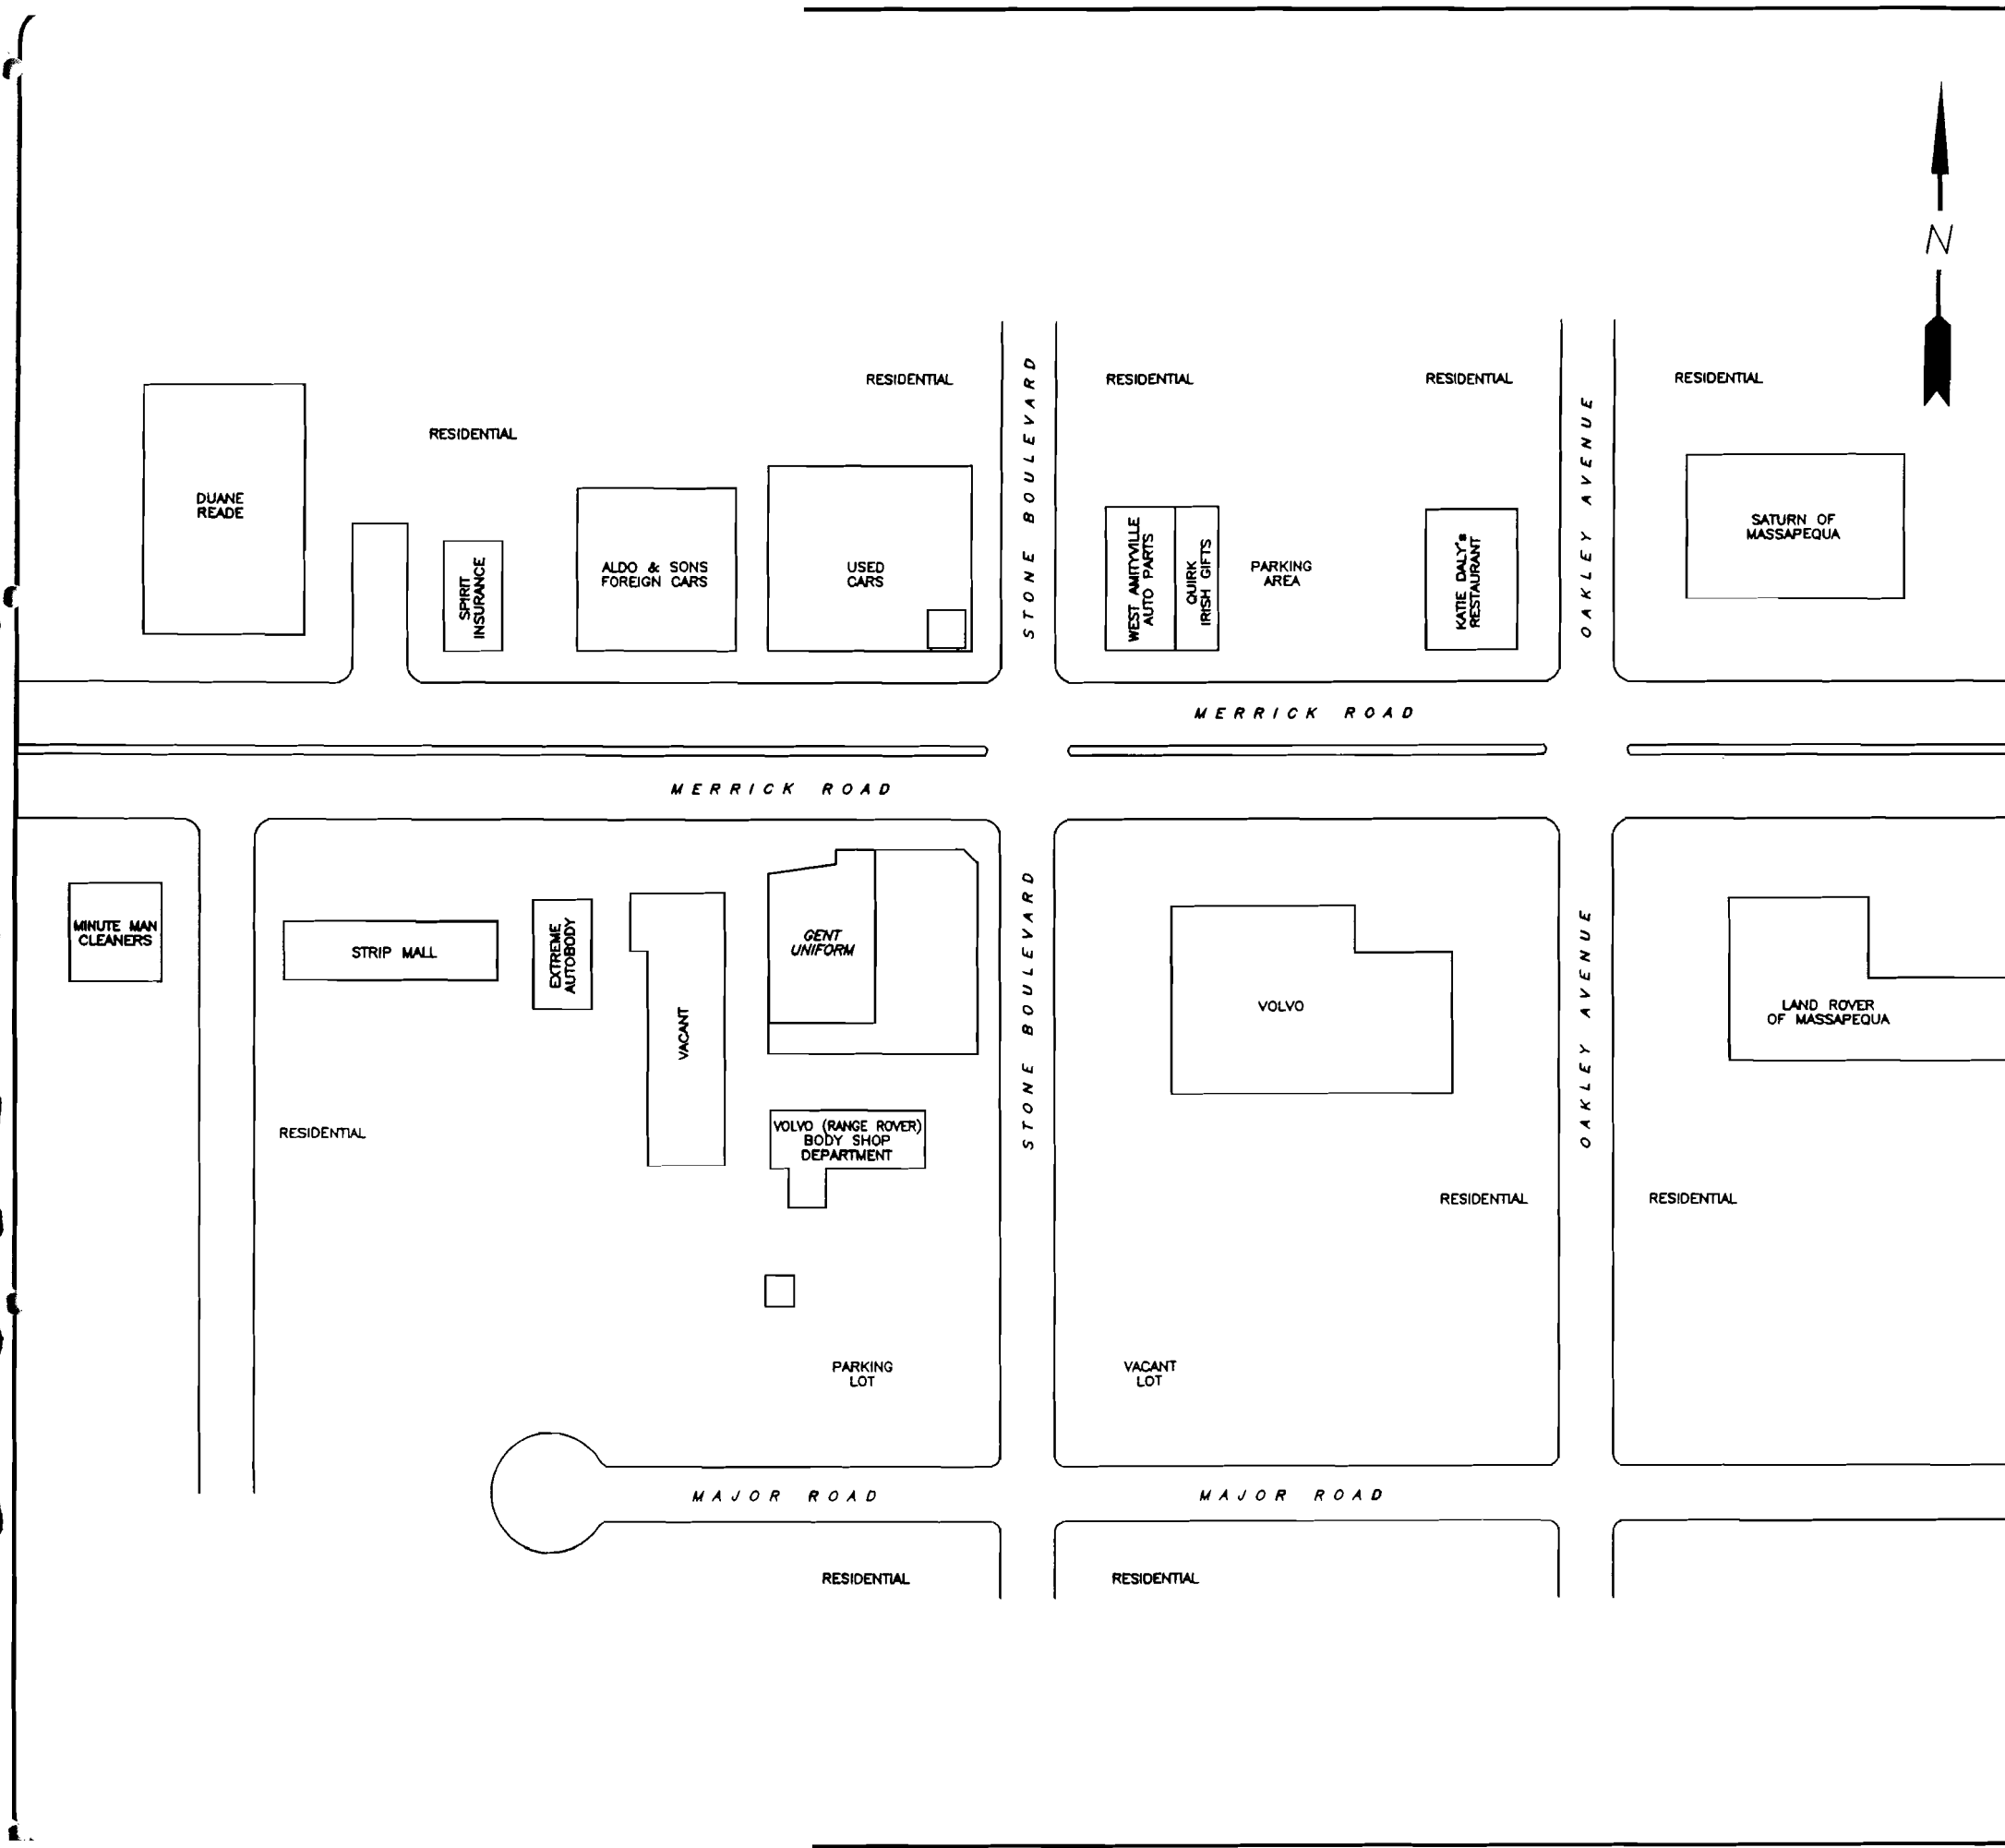 N
RESIDENTIAL
RESIDENTIAL
RESIDENTIAL
RESIDENTIAL
RESIDENTIAL
DUANE
READE
SPIRIT
INSURANCE
ALDO & SONS
FOREIGN CARS
USED
CARS
STONE BOULEVARD
WEST AMITYVILLE
AUTO PARTS
QUIRK
IRISH GIFTS
PARKING
AREA
KATIE DALY's
RESTAURANT
OAKLEY AVENUE
SATURN OF
MASSAPEQUA
MERRICK ROAD
MERRICK ROAD
MINUTE MAN
CLEANERS
STRIP MALL
EXTREME
AUTOBODY
VACANT
GENT
UNIFORM
STONE BOULEVARD
VOLVO
OAKLEY AVENUE
LAND ROVER
OF MASSAPEQUA
RESIDENTIAL
VOLVO (RANGE ROVER)
BODY SHOP
DEPARTMENT
RESIDENTIAL
RESIDENTIAL
PARKING
LOT
VACANT
LOT
MAJOR ROAD
MAJOR ROAD
RESIDENTIAL
RESIDENTIAL